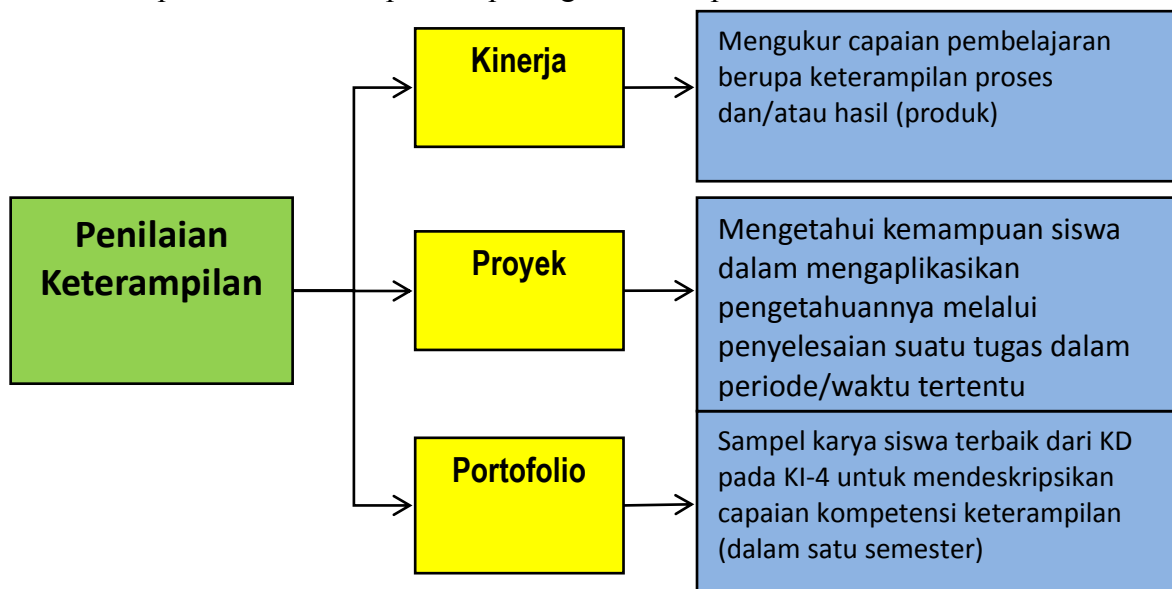 Penilaian
Keterampilan
Kinerja
Mengukur capaian pembelajaran
berupa keterampilan proses
dan/atau hasil (produk)
Proyek
Mengetahui kemampuan siswa
dalam mengaplikasikan
pengetahuannya melalui
penyelesaian suatu tugas dalam
periode/waktu tertentu
Portofolio
Sampel karya siswa terbaik dari KD
pada KI-4 untuk mendeskripsikan
capaian kompetensi keterampilan
(dalam satu semester)